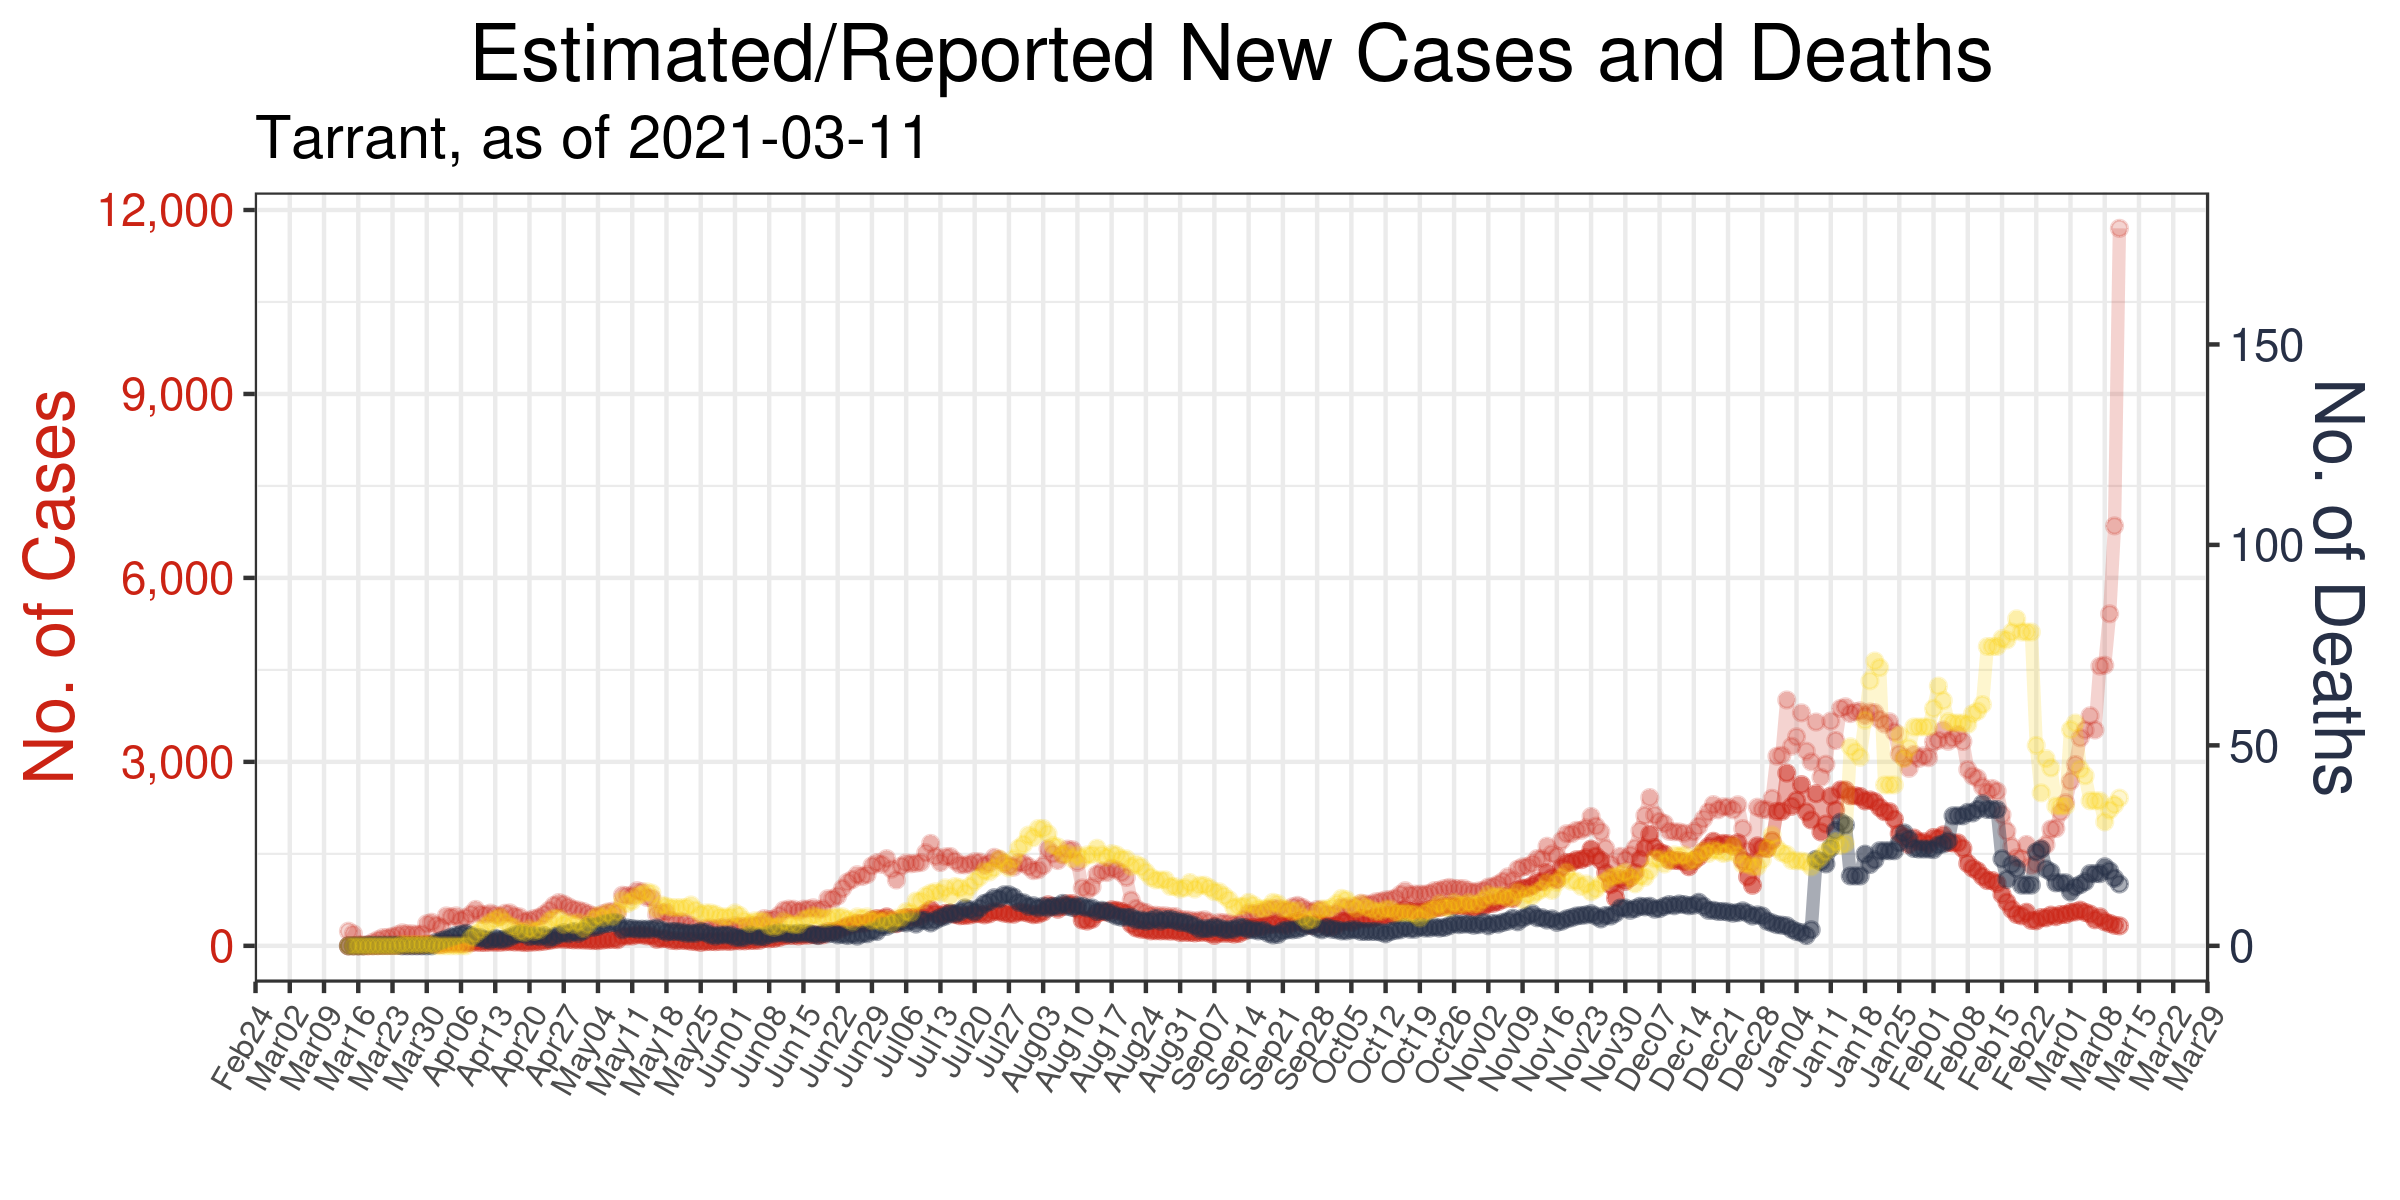 Estimated/Reported New Cases and Deaths
Tarrant, as of 2021-03-11
No. of Cases
12,000
9,000
6,000
3,000
0
150
100
50
0
No. of Deaths
Feb24
Mar02
Mar09
Mar16
Mar23
Mar30
Apr06
Apr13
Apr20
Apr27
May04
May11
May18
May25
Jun01
Jun08
Jun15
Jun22
Jun29
Jul06
Jul13
Jul20
Jul27
Aug03
Aug10
Aug17
Aug24
Aug31
Sep07
Sep14
Sep21
Sep28
Oct05
Oct12
Oct19
Oct26
Nov02
Nov09
Nov16
Nov23
Nov30
Dec07
Dec14
Dec21
Dec28
Jan04
Jan11
Jan18
Jan25
Feb01
Feb08
Feb15
Feb22
Mar01
Mar08
Mar15
Mar22
Mar29